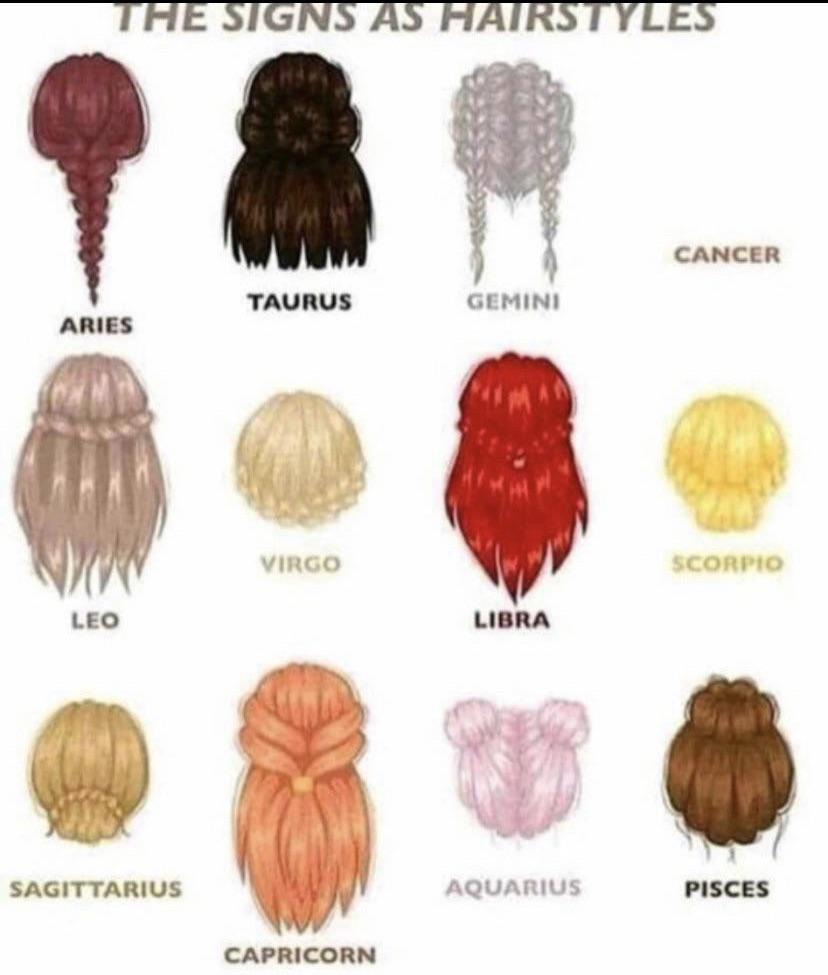 THE SIGNS AS HAIRSTYLES
ARIES
TAURUS
GEMINI
CANCER
LEO
VIRGO
LIBRA
SCORPIO
SAGITTARIUS
CAPRICORN
AQUARIUS
PISCES